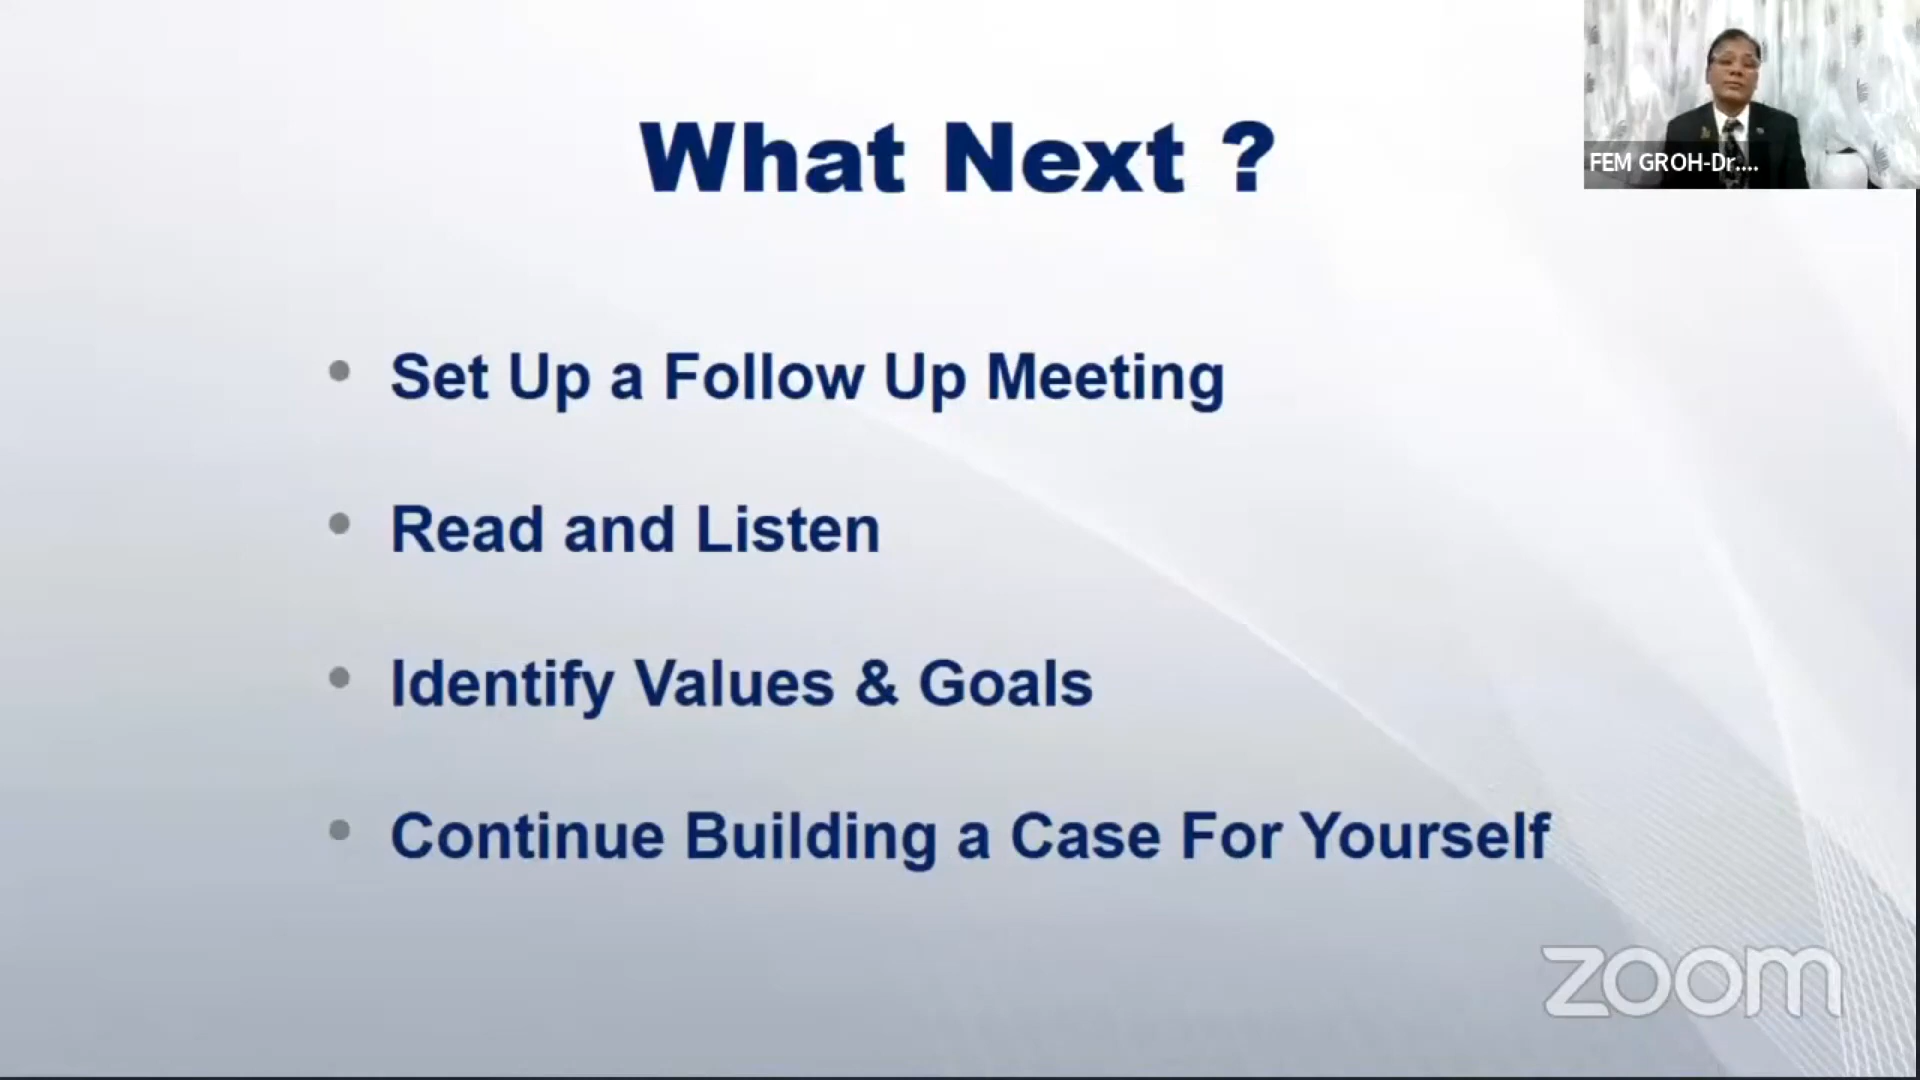 What Next ?
FEM GROH-Dr....
• Set Up a Follow Up Meeting
• Read and Listen
• Identify Values & Goals
• Continue Building a Case For Yourself
zoom